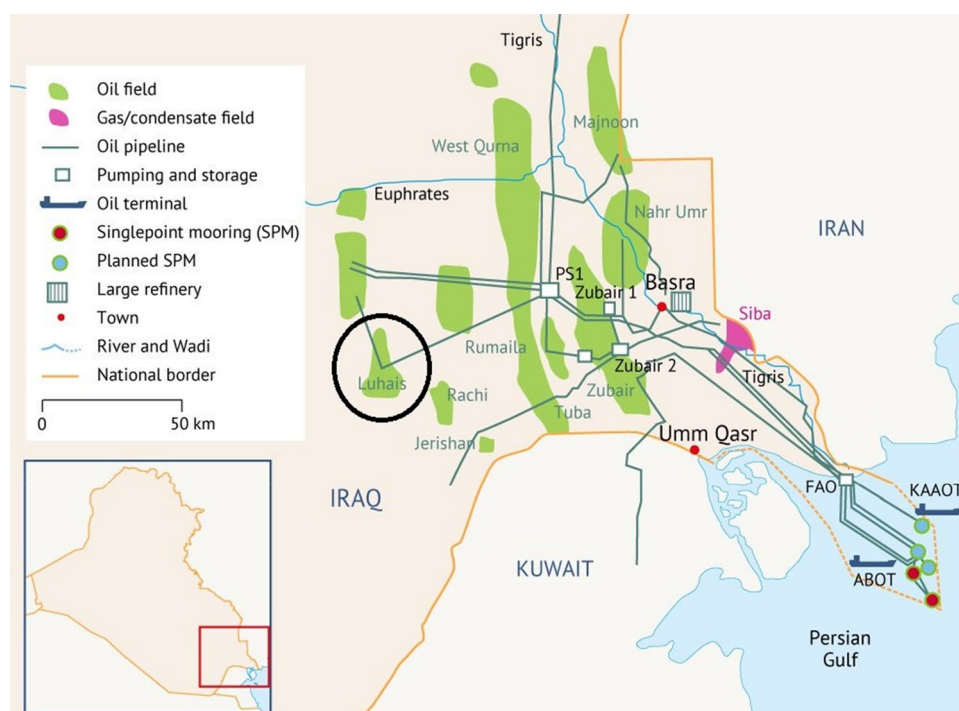 Tigris
Oil field
Gas/condensate field
Oil pipeline
Pumping and storage
Oil terminal
Singlepoint mooring (SPM)
Planned SPM
Large refinery
Town
River and Wadi
National border
0
50 km
Majnoon
West Qurna
Euphrates
Nahr Umr
IRAN
PS1
Basra
Zubair 1
Siba
Rumaila
Zubair 2
Tigris
Luhais
Rachi
Zubair
Tuba
Umm Qasr
Jerishan
IRAQ
FAO
KAAOT
KUWAIT
ABOT
Persian
Gulf